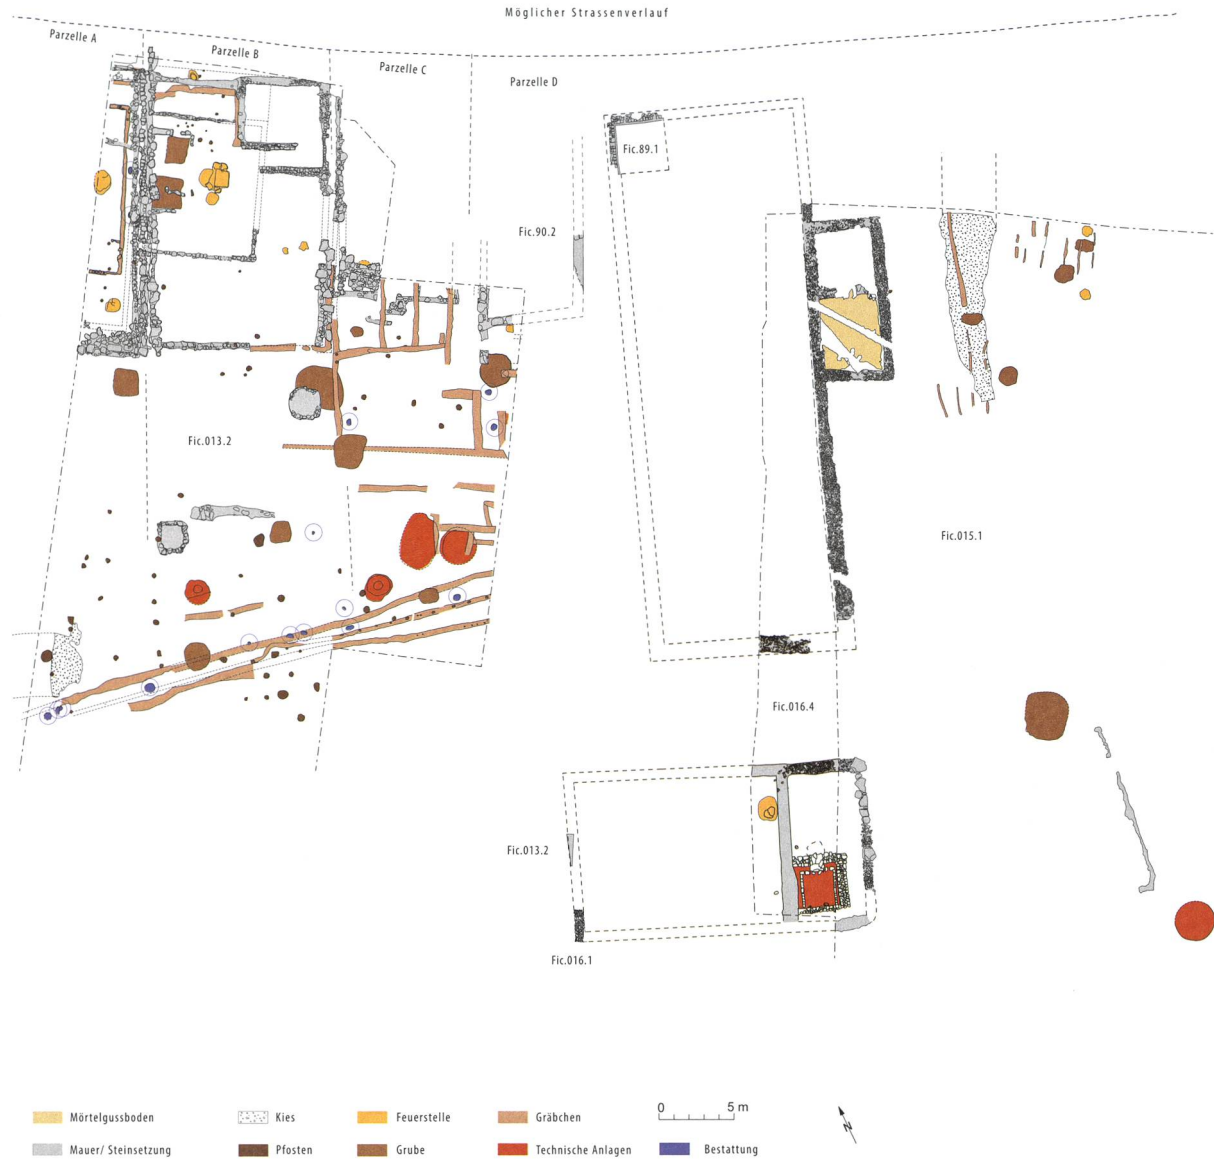 Möglicher Strassenverlauf
Parzelle A
Parzelle B
Parzelle C
Parzelle D
Fic.89.1
Fic.90.2
Fic.013.2
Fic.015.1
Fic.016.4
Fic.013.2
Fic.016.1
Mörtelgussboden
Kies
Feuerstelle
Gräbchen
0 5 m
Mauer/ Steinsetzung
Pfosten
Grube
Technische Anlagen
Bestattung
N